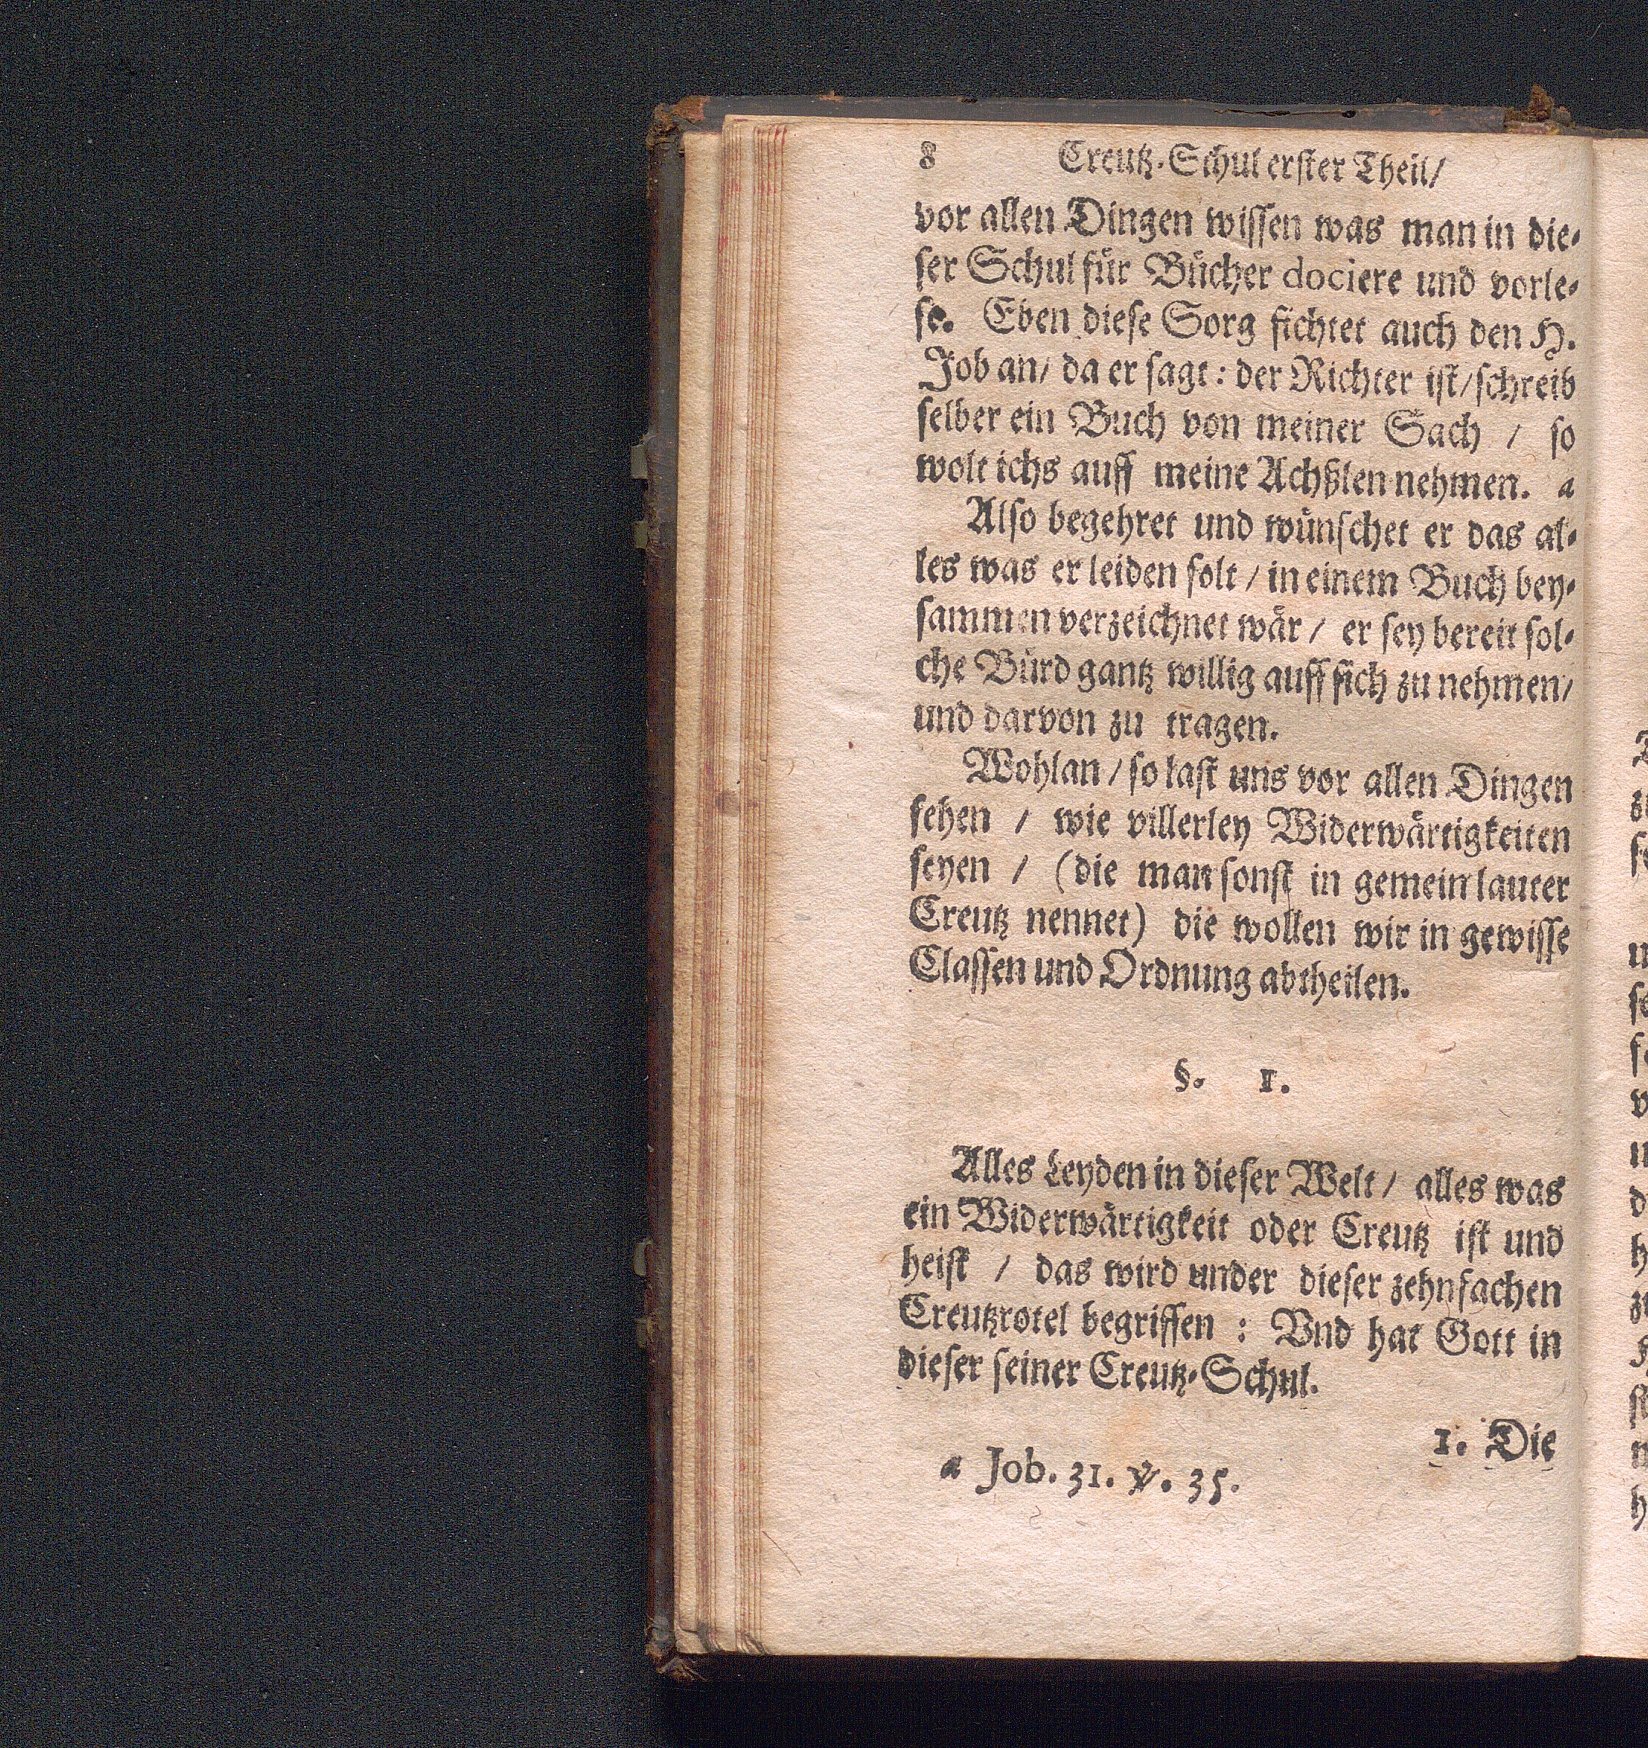 8 Creutz-Schul erster Theil/
vor allen Dingen wissen was man in die-
ser Schul für Bücher dociere und vorle-
se. Eben diese Sorg fichtet auch den H.
Job an/ da er sagt: der Richter ist/schreib
selber ein Buch von meiner Sach / so
wolt ichs auff meine Achßlen nehmen. a
Also begehret und wünschet er das al-
les was er leiden solt / in einem Buch bey-
sammen verzeichnet wär / er sey bereit sol-
che Bürd gantz willig auff sich zu nehmen/
und darvon zu tragen.
Wohlan / so last uns vor allen Dingen
sehen / wie villerley Widerwärtigkeiten
seyen / (die man sonst in gemein lauter
Creutz nennet) die wollen wir in gewisse
Classen und Ordnung abtheilen.
§. 1.
Alles Leyden in dieser Welt / alles was
ein Widerwärtigkeit oder Creutz ist und
heist / das wird under dieser zehnfachen
Creutzrotel begriffen : Vnd hat Gott in
dieser seiner Creutz-Schul.
1. Die
a Job. 31. ℣. 35.